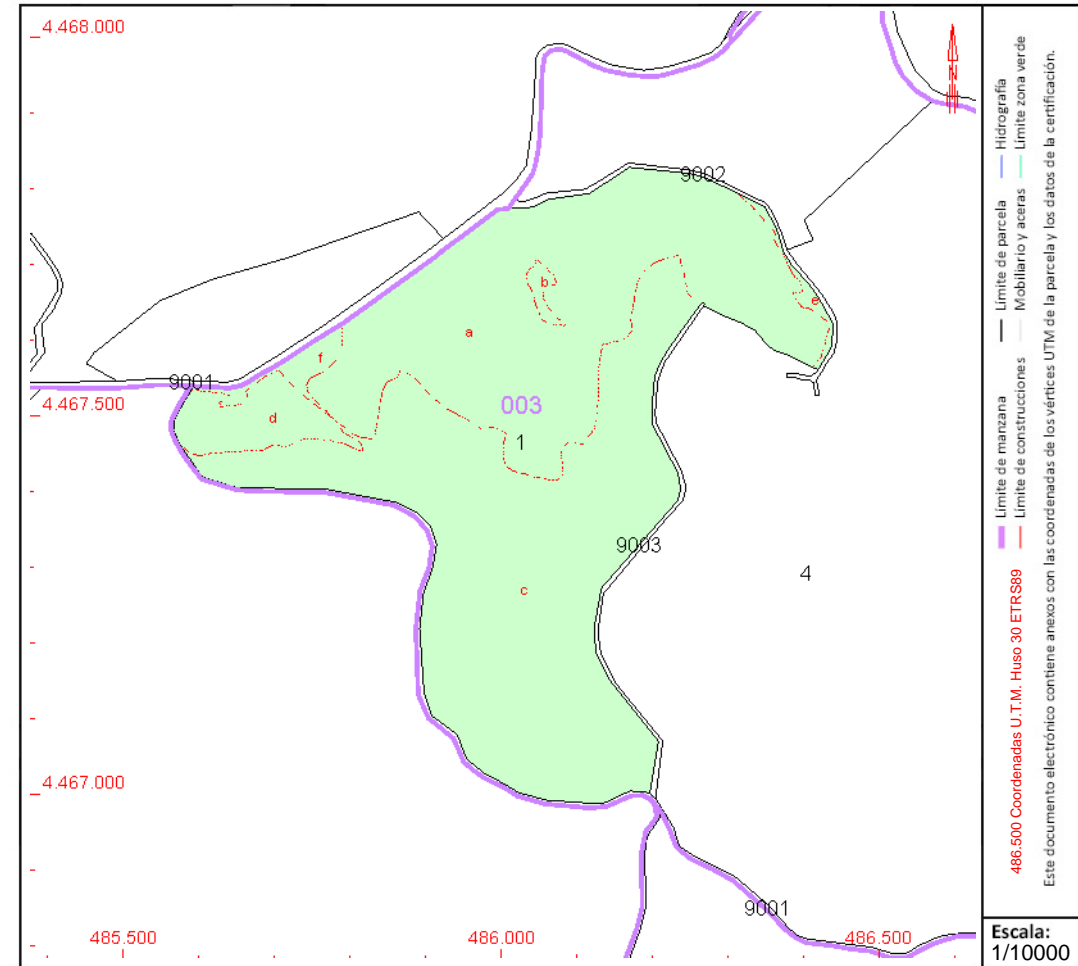 4.468.000
9002
b
e
a
f
9001
003
4.467.500
d
1
9003
4
c
4.467.000
9001
485.500
486.000
486.500
N
Límite de manzana
Límite de parcela
Hidrografía
486.500 Coordenadas U.T.M. Huso 30 ETRS89
Límite de construcciones
Mobiliario y aceras
Límite zona verde
Este documento electrónico contiene anexos con las coordenadas de los vértices UTM de la parcela y los datos de la certificación.
Escala:
1/10000